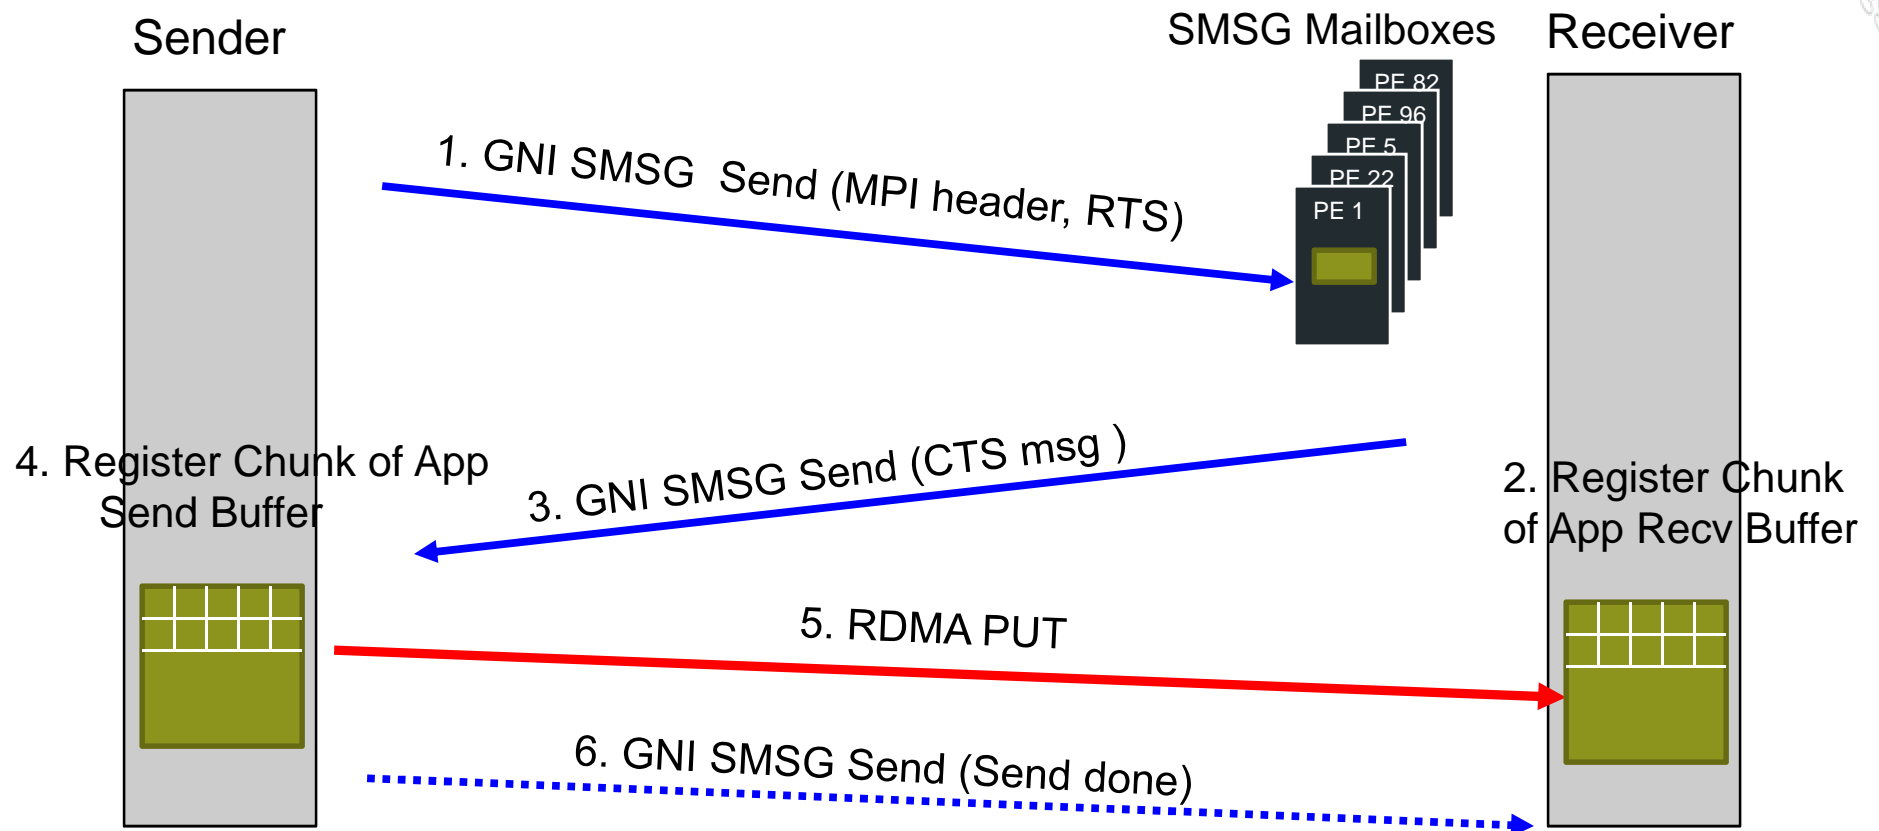 Sender
SMSG Mailboxes
Receiver
PE 82
PE 96
PE 5
PE 22
PE 1
1. GNI SMSG Send (MPI header, RTS)
4. Register Chunk of App
Send Buffer
3. GNI SMSG Send (CTS msg )
2. Register Chunk
of App Recv Buffer
5. RDMA PUT
6. GNI SMSG Send (Send done)